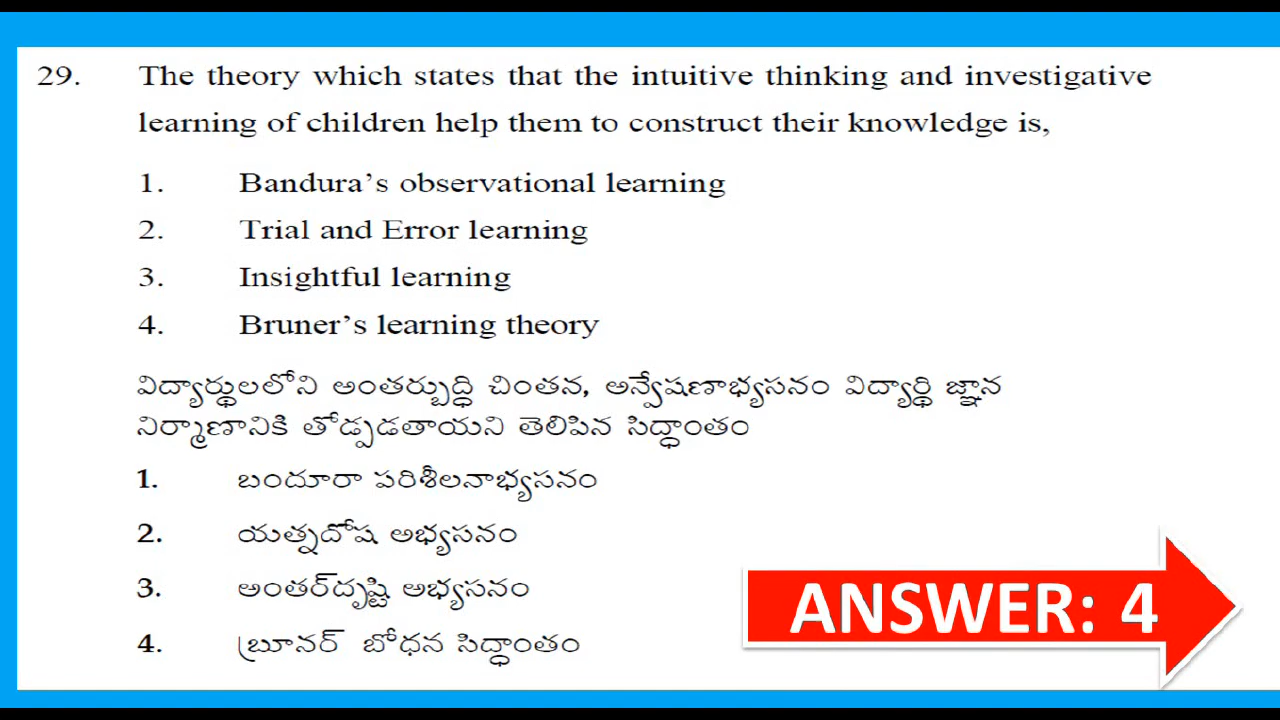 29. The theory which states that the intuitive thinking and investigative
learning of children help them to construct their knowledge is,
1. Bandura's observational learning
2. Trial and Error learning
3. Insightful learning
4. Bruner's learning theory
విద్యార్థులలోని అంతర్బుద్ధి చింతన, అన్వేషణాభ్యసనం విద్యార్థి జ్ఞాన
నిర్మాణానికి తోడ్పడతాయని తెలిపిన సిద్ధాంతం
1. బందూరా పరిశీలనాభ్యసనం
2. యత్నదోష అభ్యసనం
3. అంతర్‌దృష్టి అభ్యసనం
4. బ్రూనర్ బోధన సిద్ధాంతం
ANSWER: 4